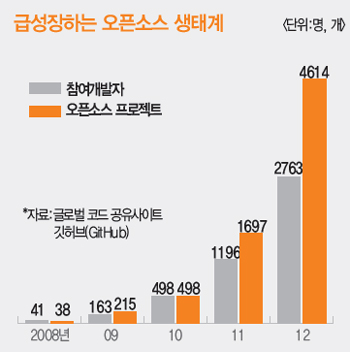 급성장하는 오픈소스 생태계
<단위:명, 개>
참여개발자
오픈소스 프로젝트
*자료:글로벌 코드 공유사이트
깃허브(GitHub)
41 38 163 215 498 498 1196 1697 2763 4614
2008년 09 10 11 12